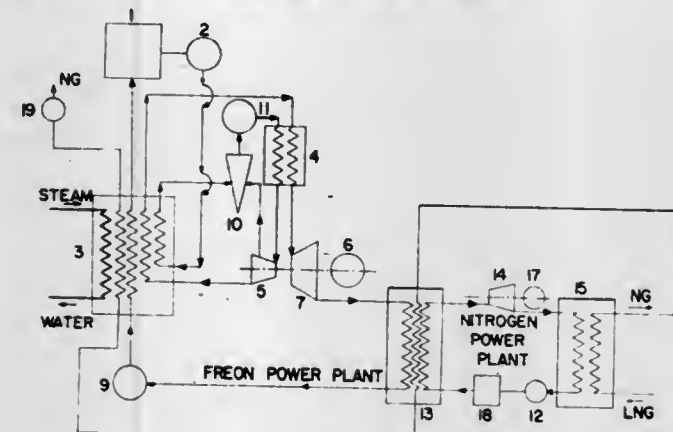 1
2
NG
19
11
4
STEAM
10
3
6
14
17
15
5
7
NG
NITROGEN
POWER
PLANT
WATER
9
FREON POWER PLANT
13
18
12
LNG